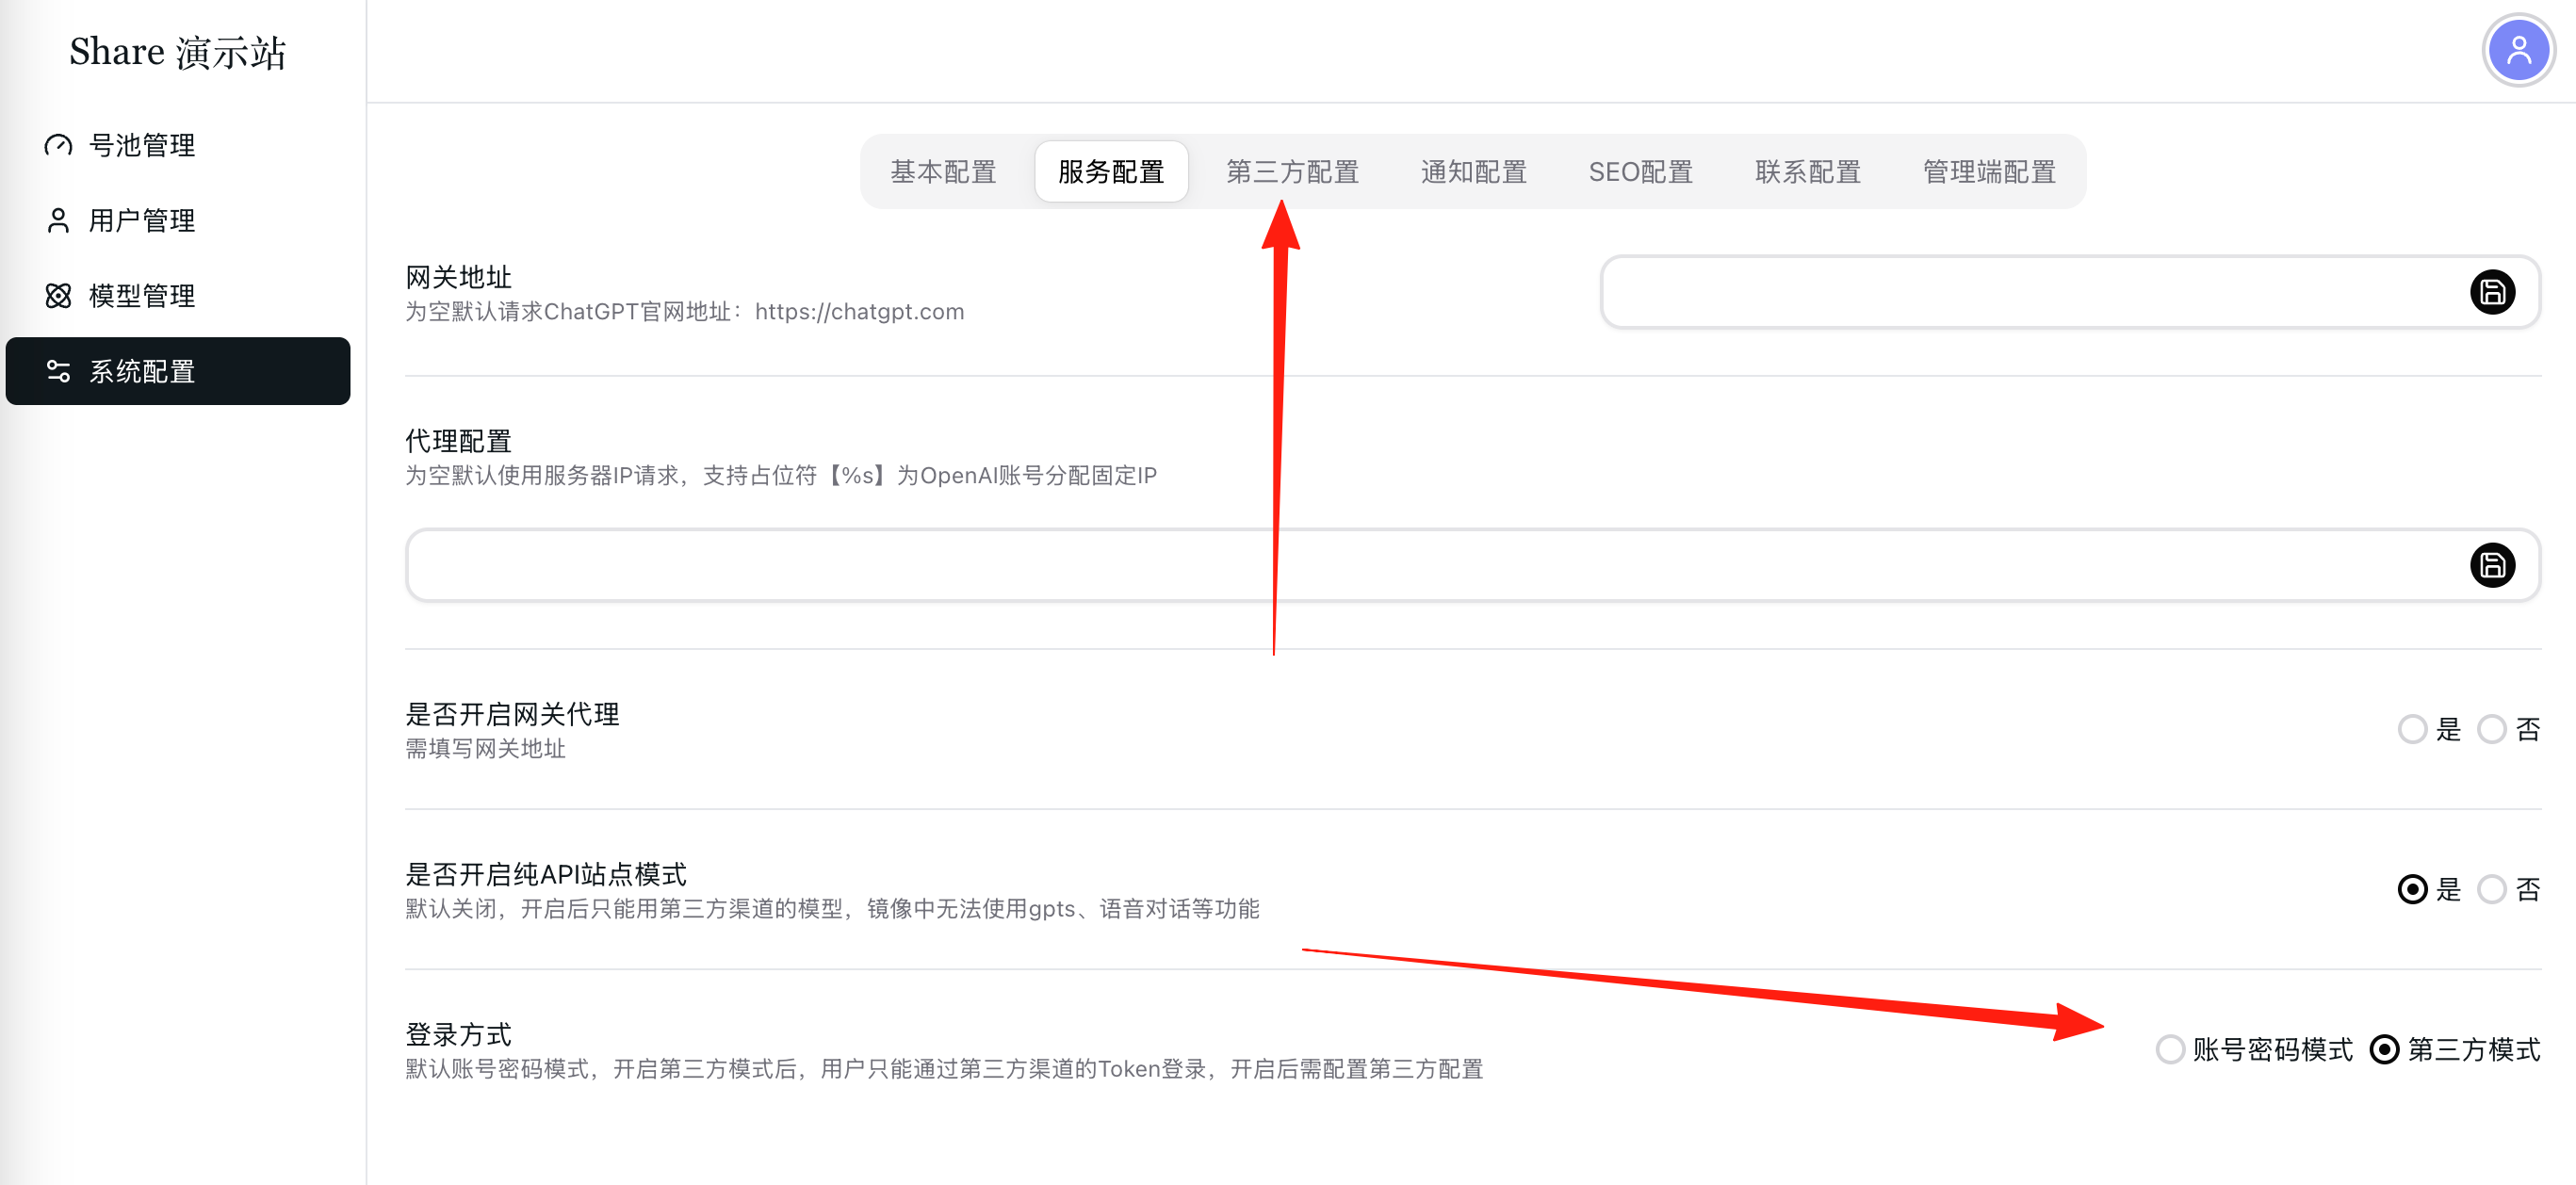 Share 演示站
号池管理
用户管理
模型管理
系统配置
基本配置 服务配置 第三方配置 通知配置 SEO配置 联系配置 管理端配置
网关地址
为空默认请求ChatGPT官网地址：https://chatgpt.com
代理配置
为空默认使用服务器IP请求，支持占位符【%s】为OpenAI账号分配固定IP
是否开启网关代理
需填写网关地址
是 否
是否开启纯API站点模式
默认关闭，开启后只能用第三方渠道的模型，镜像中无法使用gpts、语音对话等功能
是 否
登录方式
默认账号密码模式，开启第三方模式后，用户只能通过第三方渠道的Token登录，开启后需配置第三方配置
账号密码模式 第三方模式